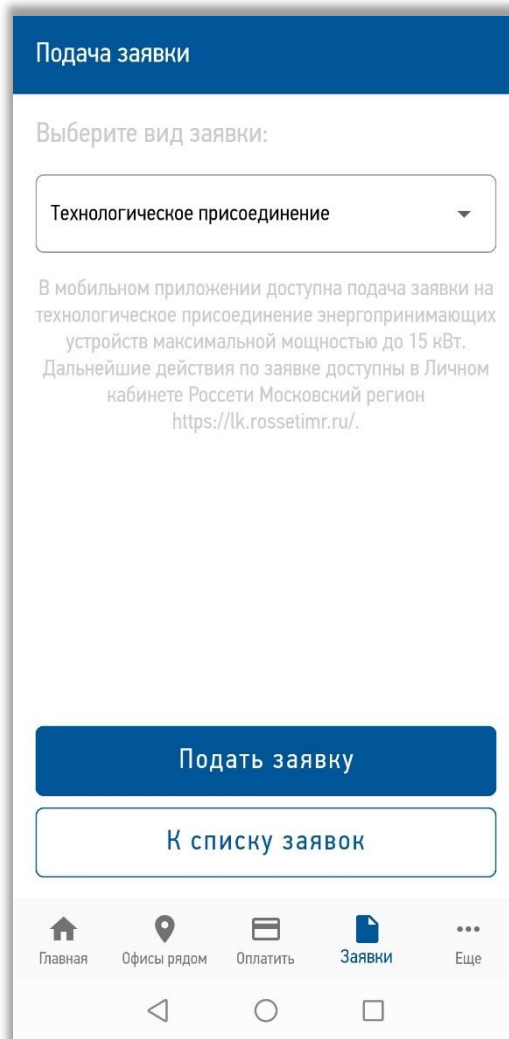 Подача заявки
Выберите вид заявки:
Технологическое присоединение
В мобильном приложении доступна подача заявки на
технологическое присоединение энергопринимающих
устройств максимальной мощностью до 15 кВт.
Дальнейшие действия по заявке доступны в Личном
кабинете Россети Московский регион
https://lk.rossetimr.ru/.
Подать заявку
К списку заявок
Главная Офисы рядом Оплатить Заявки Еще